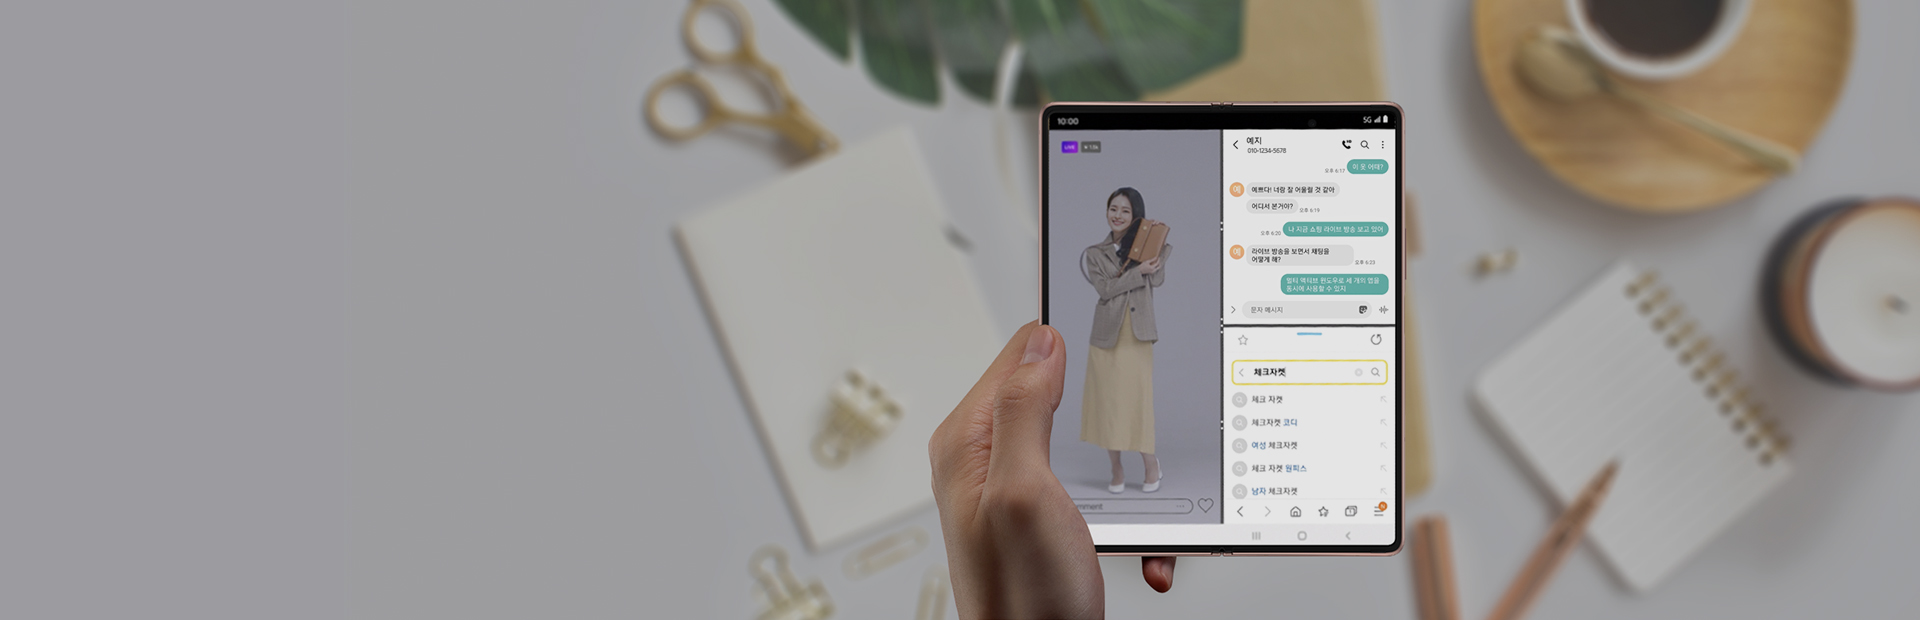 10:00
5G
LIVE
예지
010-1234-5678
이 옷 어때?
오후 6:17
예
예쁘다! 너랑 잘 어울릴 것 같아
어디서 본거야?
오후 6:19
나 지금 쇼핑 라이브 방송 보고 있어
오후 6:20
예
라이브 방송을 보면서 채팅을
어떻게 해?
오후 6:23
멀티 액티브 윈도우로 세 개의 앱을
동시에 사용할 수 있지
문자 메시지
체크자켓
체크 자켓
체크자켓 코디
여성 체크자켓
체크 자켓 원피스
남자 체크자켓
mment
N